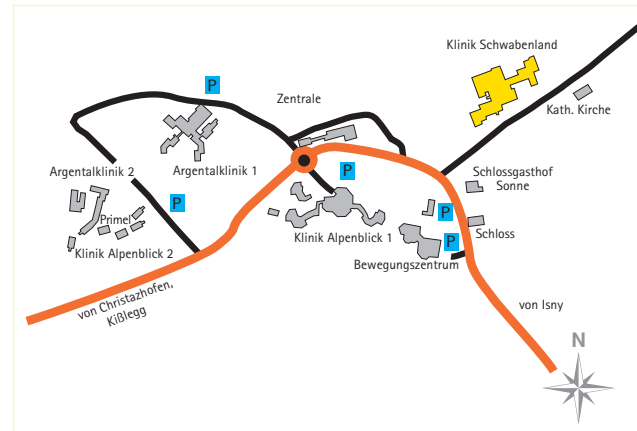 Klinik Schwabenland
P
Zentrale
Kath. Kirche
Argentalklinik 2
Argentalklinik 1
P
Schlossgasthof
Sonne
P
Primel
P
Klinik Alpenblick 1
Schloss
Klinik Alpenblick 2
P
Bewegungszentrum
von Christazhofen,
Kißlegg
von Isny
N